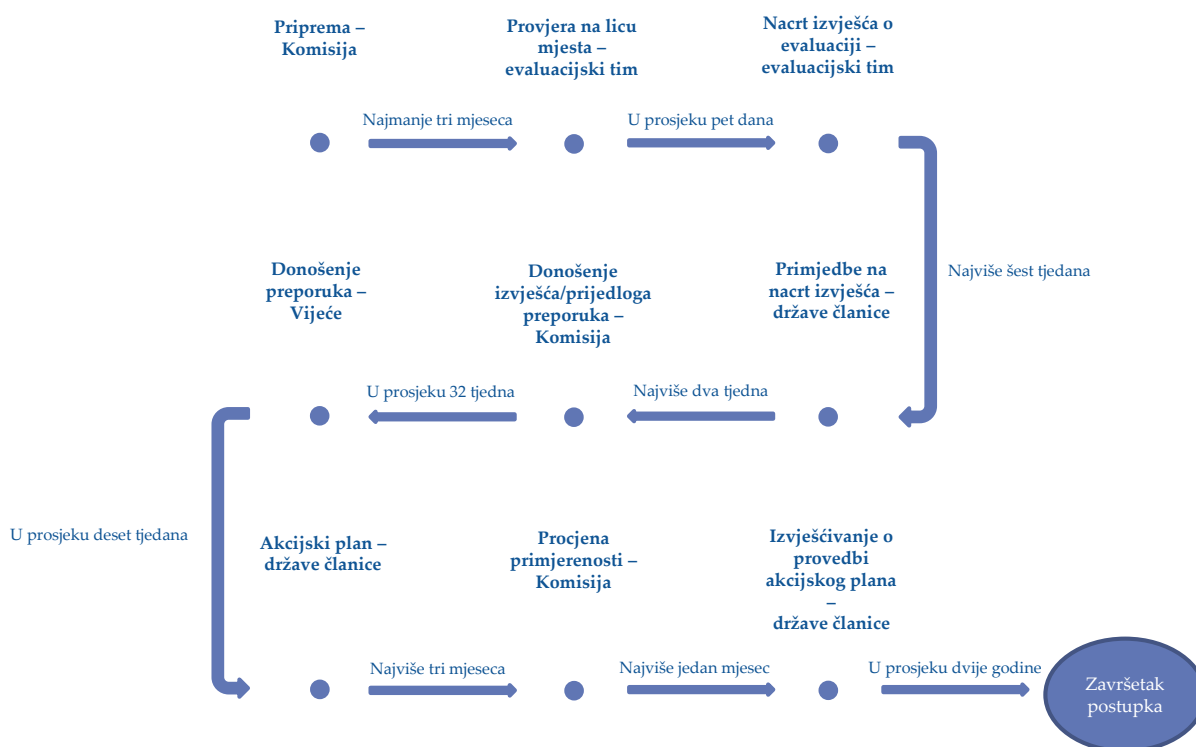 Priprema –
Komisija
Provjera na licu
mjesta –
evaluacijski tim
Nacrt izvješća o
evaluaciji –
evaluacijski tim
Najmanje tri mjeseca
U prosjeku pet dana
Najviše šest tjedana
Donošenje
preporuka –
Vijeće
Donošenje
izvješća/prijedloga
preporuka –
Komisija
Primjedbe na
nacrt izvješća –
države članice
U prosjeku 32 tjedna
Najviše dva tjedna
U prosjeku deset tjedana
Akcijski plan –
države članice
Procjena
primjerenosti –
Komisija
Izvješćivanje o
provedbi
akcijskog plana
–
države članice
Najviše tri mjeseca
Najviše jedan mjesec
U prosjeku dvije godine
Završetak
postupka